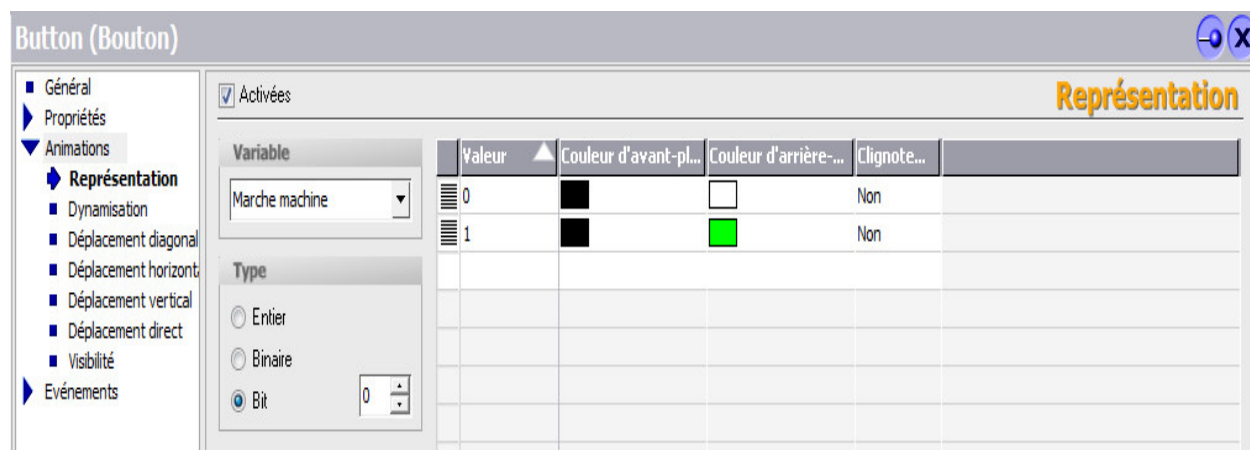 Button (Bouton)
Général
Propriétés
Animations
Représentation
Dynamisation
Déplacement diagonal
Déplacement horizont
Déplacement vertical
Déplacement direct
Visibilité
Evénements
Activées
Représentation
Variable
Marche machine
Type
Entier
Binaire
Bit 0
Valeur Couleur d'avant-pl... Couleur d'arrière-... Clignote...
0 Non
1 Non